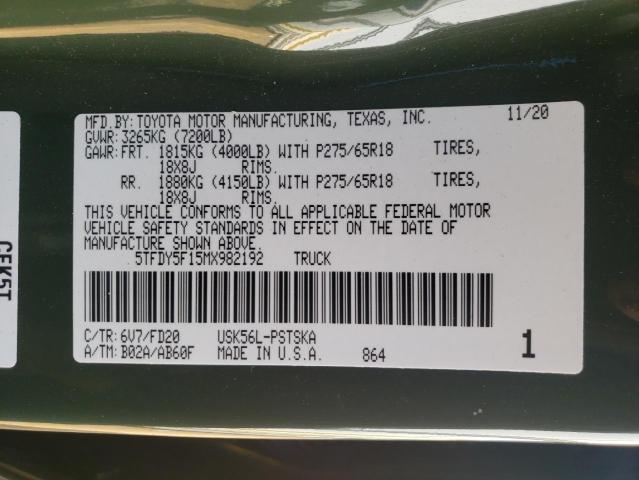 MFD.BY:TOYOTA MOTOR MANUFACTURING, TEXAS, INC. 11/20
GVWR: 3265KG (7200LB)
GAWR: FRT. 1815KG (4000LB) WITH P275/65R18 TIRES,
18X8J RIMS.
RR. 1880KG (4150LB) WITH P275/65R18 TIRES,
18X8J RIMS.
THIS VEHICLE CONFORMS TO ALL APPLICABLE FEDERAL MOTOR
VEHICLE SAFETY STANDARDS IN EFFECT ON THE DATE OF
MANUFACTURE SHOWN ABOVE.
5TFDY5F15MX982192 TRUCK
C/TR: 6V7/FD20 USK56L-PSTSKA
A/TM: B02A/AB60F MADE IN U.S.A. 864 1
CEK5T